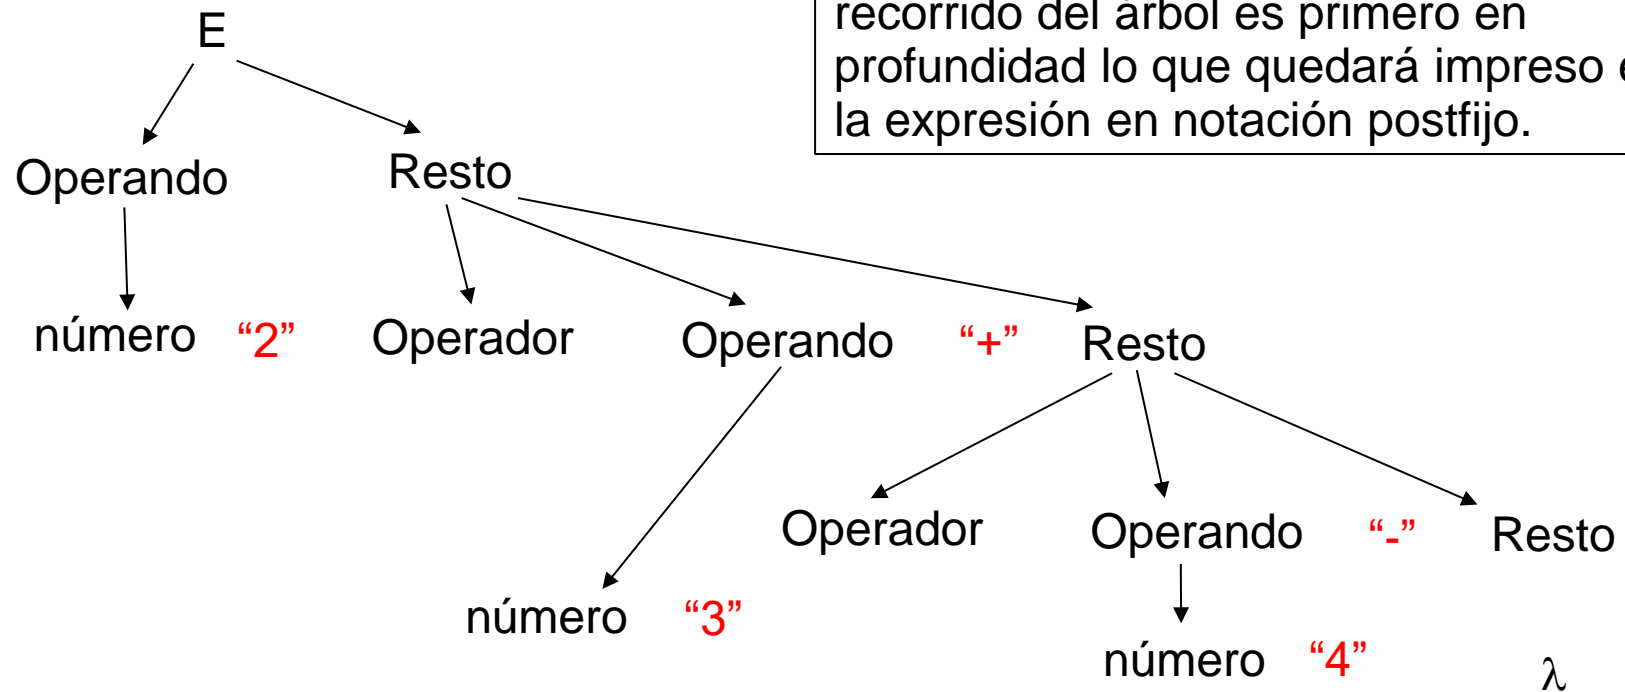 E
recorrido del árbol es primero en
profundidad lo que quedará impreso
la expresión en notación postfijo.
Operando Resto
número “2” Operador Operando “+” Resto
Operador Operando “-” Resto
número “3”
número “4” λ